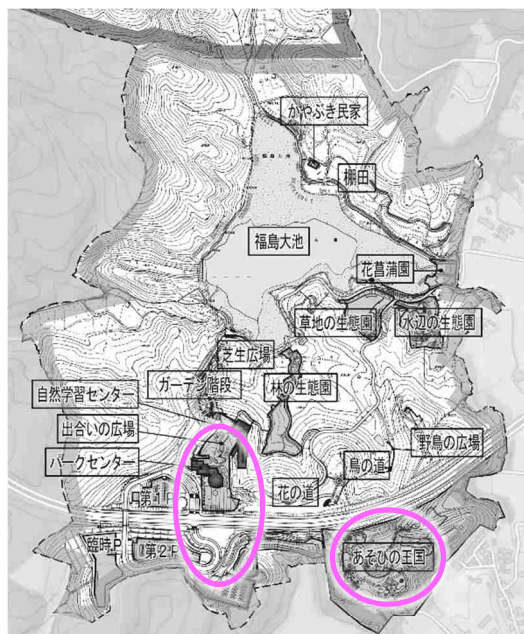 かやぶき民家
棚田
福島大池
花菖蒲園
草地の生態園
水辺の生態園
芝生広場
ガーデン階段
林の生態園
自然学習センター
出合いの広場
パークセンター
野鳥の広場
鳥の道
花の道
臨時P
第2P
あそびの王国